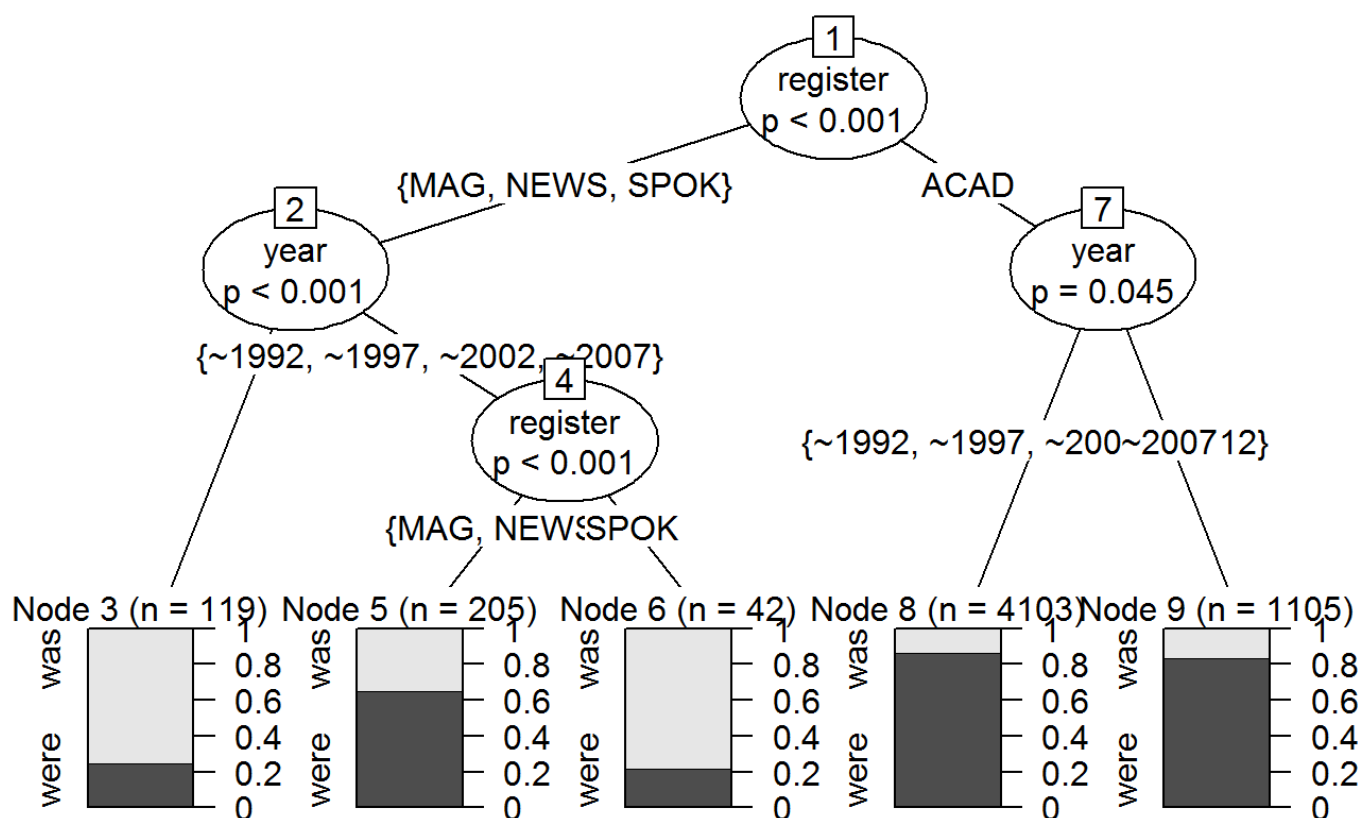 1
register
p < 0.001
{MAG, NEWS, SPOK}
ACAD
2
year
p < 0.001
7
year
p = 0.045
{~1992, ~1997, ~2002, ~2007}
4
register
p < 0.001
{~1992, ~1997, ~200~200712}
{MAG, NEWS
SPOK
Node 3 (n = 119)
was
were
1
0.8
0.6
0.4
0.2
0
Node 5 (n = 205)
was
were
1
0.8
0.6
0.4
0.2
0
Node 6 (n = 42)
was
were
1
0.8
0.6
0.4
0.2
0
Node 8 (n = 4103)
was
were
1
0.8
0.6
0.4
0.2
0
Node 9 (n = 1105)
was
were
1
0.8
0.6
0.4
0.2
0